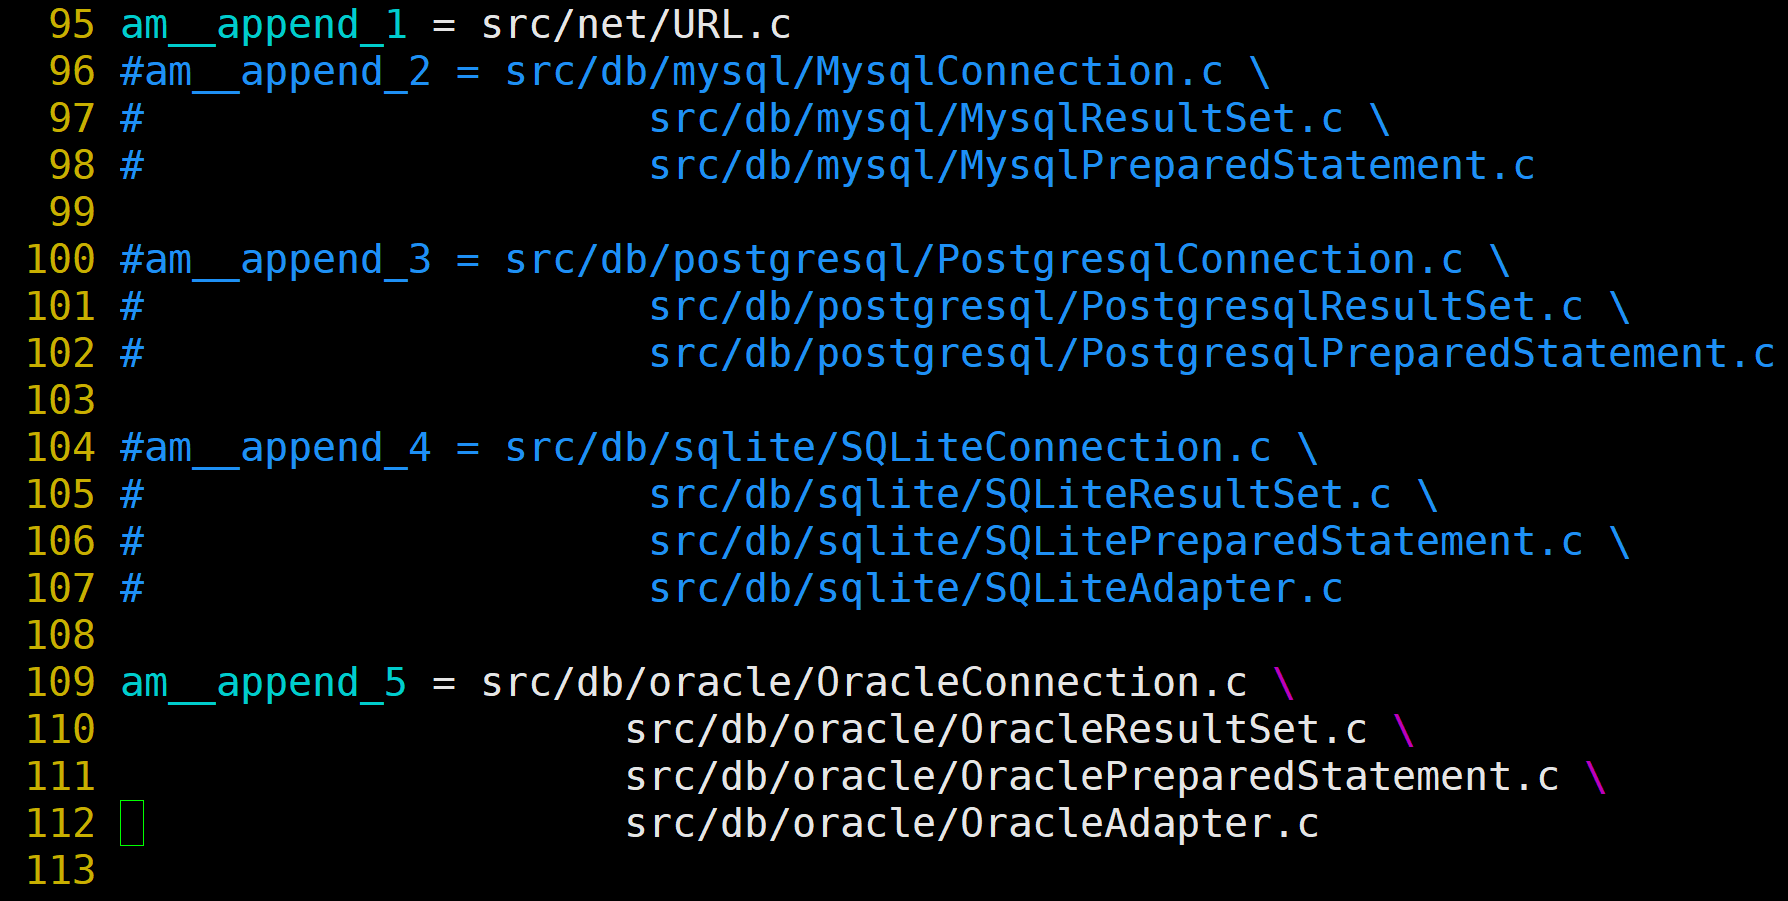 95 am__append_1 = src/net/URL.c
96 #am__append_2 = src/db/mysql/MysqlConnection.c \
97 #                     src/db/mysql/MysqlResultSet.c \
98 #                     src/db/mysql/MysqlPreparedStatement.c
99
100 #am__append_3 = src/db/postgresql/PostgresqlConnection.c \
101 #                     src/db/postgresql/PostgresqlResultSet.c \
102 #                     src/db/postgresql/PostgresqlPreparedStatement.c
103
104 #am__append_4 = src/db/sqlite/SQLiteConnection.c \
105 #                     src/db/sqlite/SQLiteResultSet.c \
106 #                     src/db/sqlite/SQLitePreparedStatement.c \
107 #                     src/db/sqlite/SQLiteAdapter.c
108
109 am__append_5 = src/db/oracle/OracleConnection.c \
110                      src/db/oracle/OracleResultSet.c \
111                      src/db/oracle/OraclePreparedStatement.c \
112                      src/db/oracle/OracleAdapter.c
113